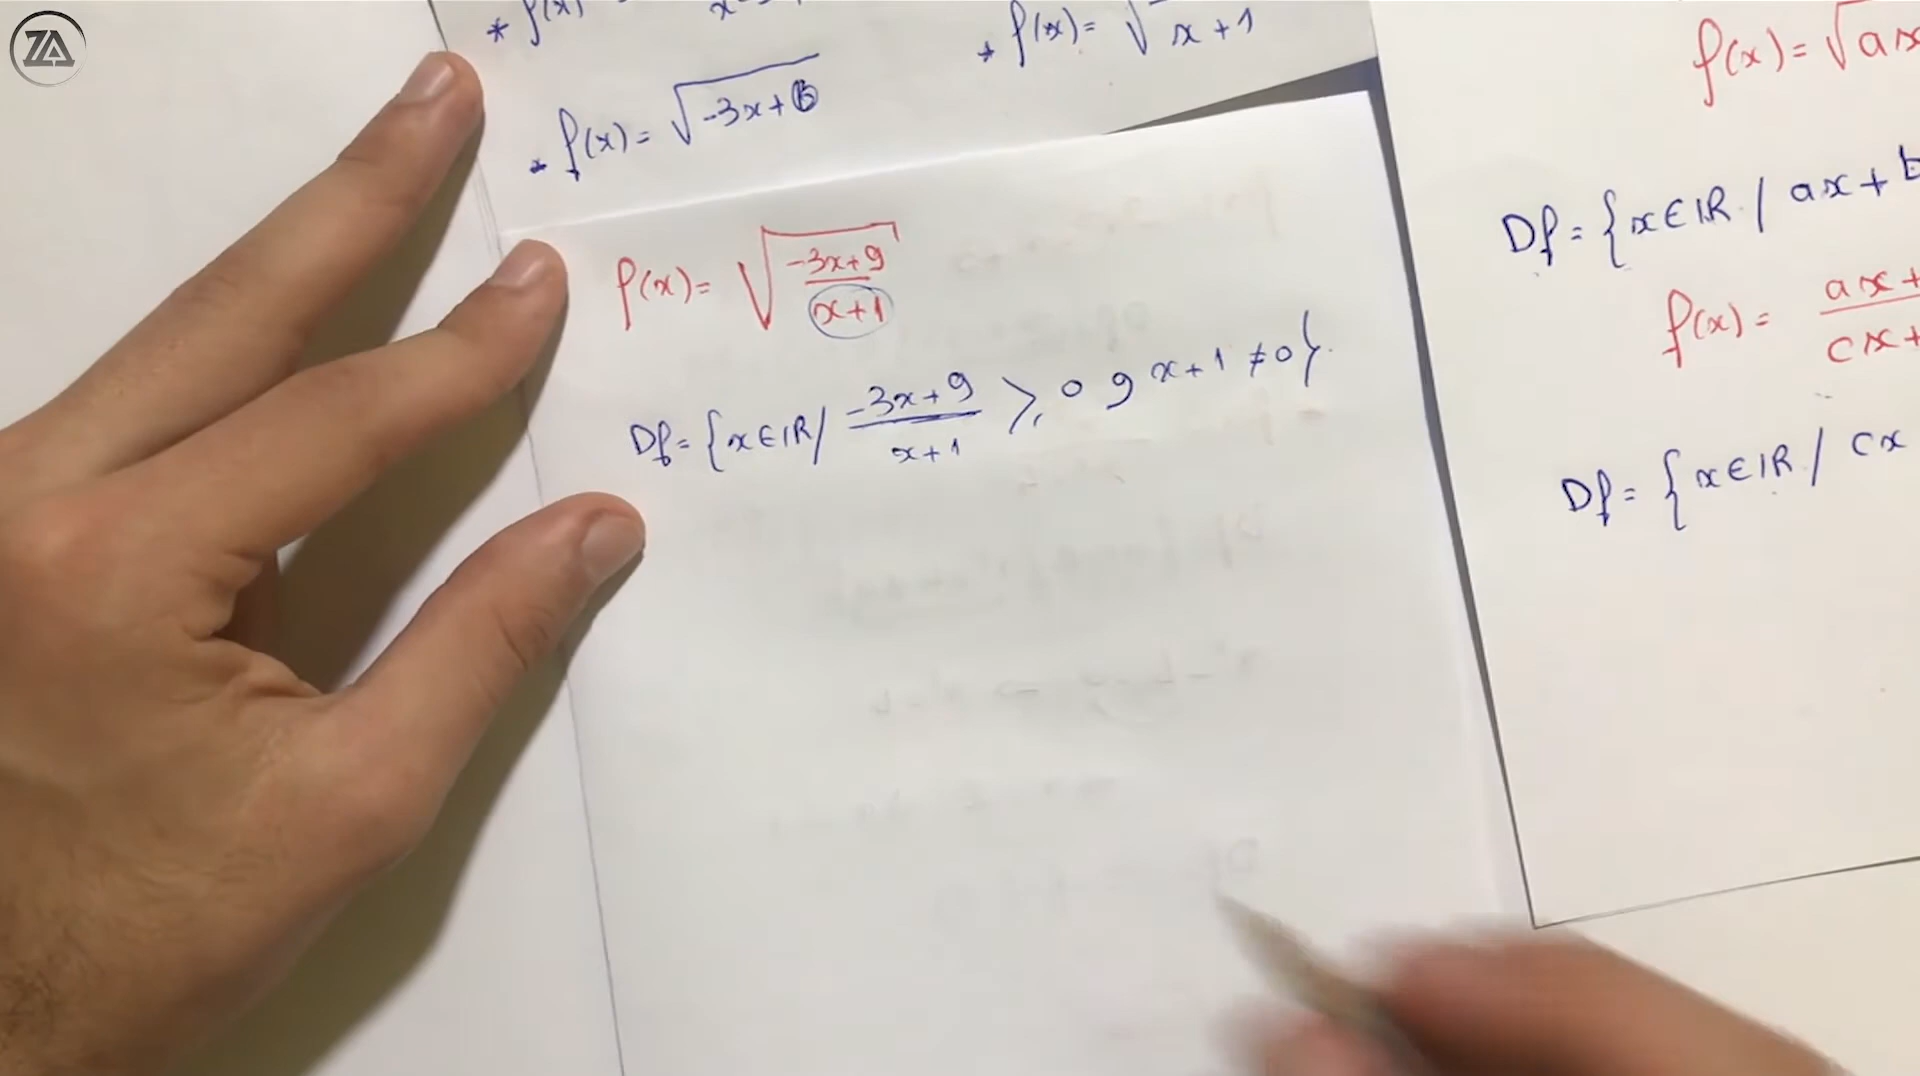 ZA
* f(x)
* f(x)= √x+1
* f(x)= √-3x+6
f(x)= √(-3x+9)/(x+1)
Df= {x∈IR/ (-3x+9)/(x+1) ⩾ 0 و x+1 ≠0}.
f(x)= √ax
Df= {x∈IR / ax+b
f(x)= ax+/cx+
Df= {x∈IR / cx